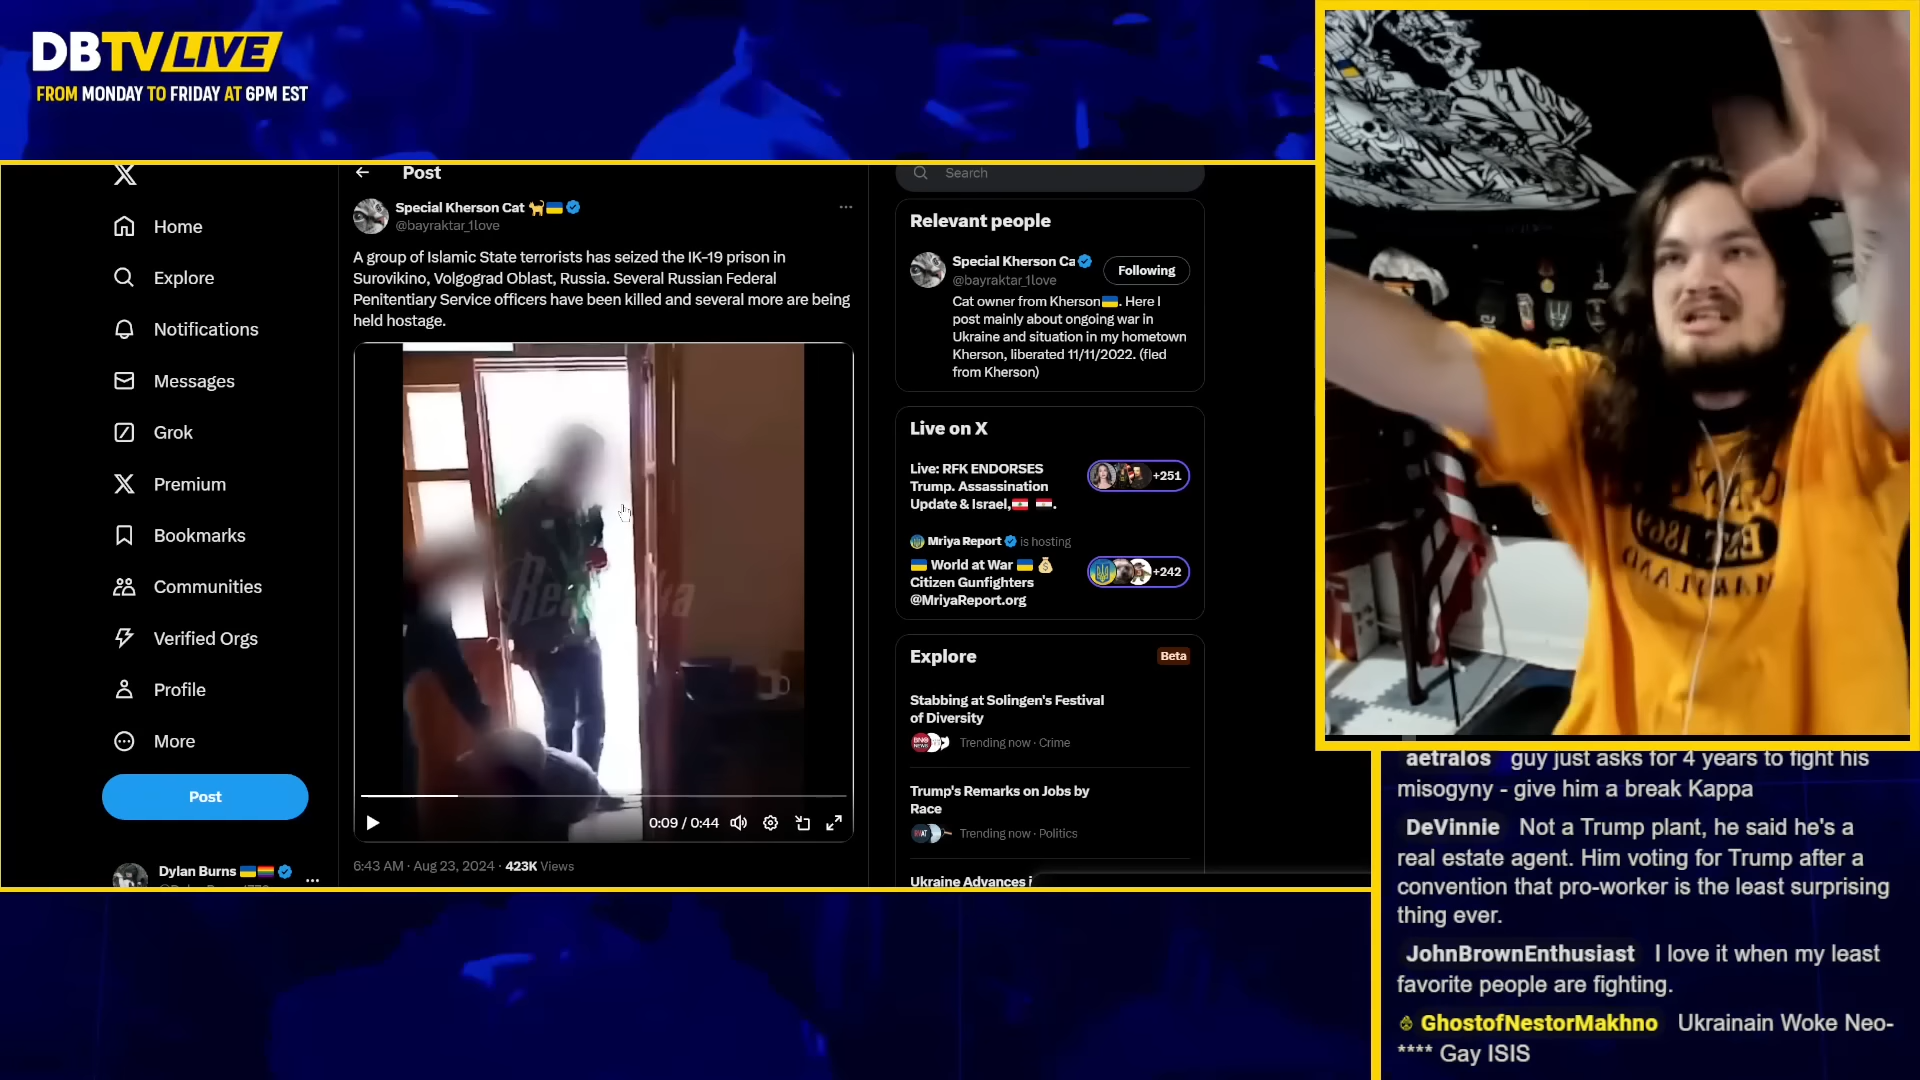 DBTV LIVE
FROM MONDAY TO FRIDAY AT 6PM EST
Home
Explore
Notifications
Messages
Grok
Premium
Bookmarks
Communities
Verified Orgs
Profile
More
Post
Dylan Burns
Post
Special Kherson Cat
@bayraktar_1love
A group of Islamic State terrorists has seized the IK-19 prison in
Surovikino, Volgograd Oblast, Russia. Several Russian Federal
Penitentiary Service officers have been killed and several more are being
held hostage.
0:09 / 0:44
6:43 AM · Aug 23, 2024 · 423K Views
Search
Relevant people
Special Kherson Ca
@bayraktar_1love
Following
Cat owner from Kherson. Here I
post mainly about ongoing war in
Ukraine and situation in my hometown
Kherson, liberated 11/11/2022. (fled
from Kherson)
Live on X
Live: RFK ENDORSES
Trump. Assassination
Update & Israel,
+251
Mriya Report is hosting
World at War
Citizen Gunfighters
@MriyaReport.org
+242
Explore
Beta
Stabbing at Solingen's Festival
of Diversity
Trending now · Crime
Trump's Remarks on Jobs by
Race
Trending now · Politics
Ukraine Advances i
EST. 1869
aetralos guy just asks for 4 years to fight his
misogyny - give him a break Kappa
DeVinnie Not a Trump plant, he said he's a
real estate agent. Him voting for Trump after a
convention that pro-worker is the least surprising
thing ever.
JohnBrownEnthusiast I love it when my least
favorite people are fighting.
GhostofNestorMakhno Ukrainain Woke Neo-
**** Gay ISIS